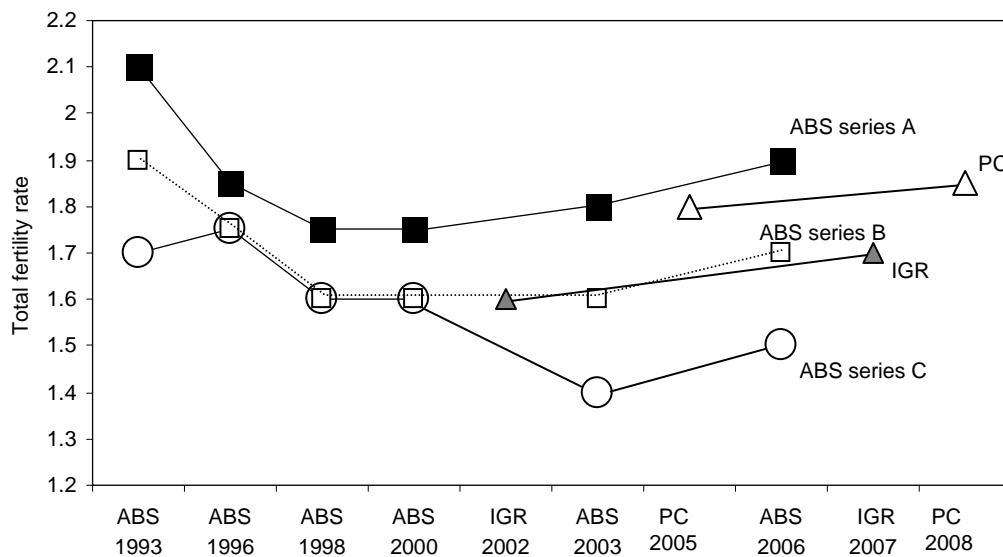 2.2
2.1
2
1.9
1.8
1.7
1.6
1.5
1.4
1.3
1.2
Total fertility rate
ABS series A
PC
ABS series B
IGR
ABS series C
ABS ABS ABS ABS IGR ABS PC ABS IGR PC
1993 1996 1998 2000 2002 2003 2005 2006 2007 2008